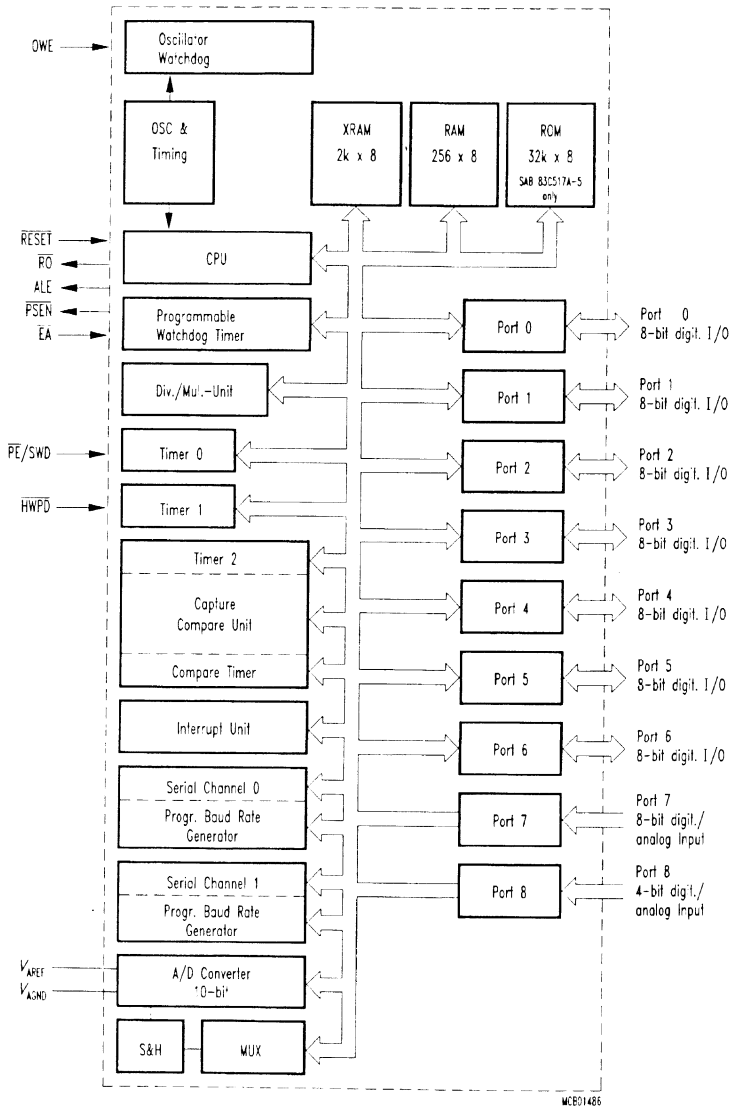 OWE
Oscillator
Watchdog
OSC &
Timing
XRAM
2k x 8
RAM
256 x 8
ROM
32k x 8
SAB 83C517A-5
only
RESET
RO
ALE
PSEN
EA
CPU
Programmable
Watchdog Timer
Div./Mul.-Unit
PE/SWD
Timer 0
HWPD
Timer 1
Timer 2
Capture
Compare Unit
Compare Timer
Interrupt Unit
Serial Channel 0
Progr. Baud Rate
Generator
Serial Channel 1
Progr. Baud Rate
Generator
VAREF
VAGND
A/D Converter
10-bit
S&H
MUX
Port 0
Port 0
8-bit digit. I/O
Port 1
Port 1
8-bit digit. I/O
Port 2
Port 2
8-bit digit. I/O
Port 3
Port 3
8-bit digit. I/O
Port 4
Port 4
8-bit digit. I/O
Port 5
Port 5
8-bit digit. I/O
Port 6
Port 6
8-bit digit. I/O
Port 7
Port 7
8-bit digit./
analog Input
Port 8
Port 8
4-bit digit./
analog Input
MCB01486